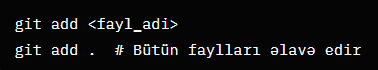 git add <fayl_adi>
git add .  # Bütün faylları əlavə edir